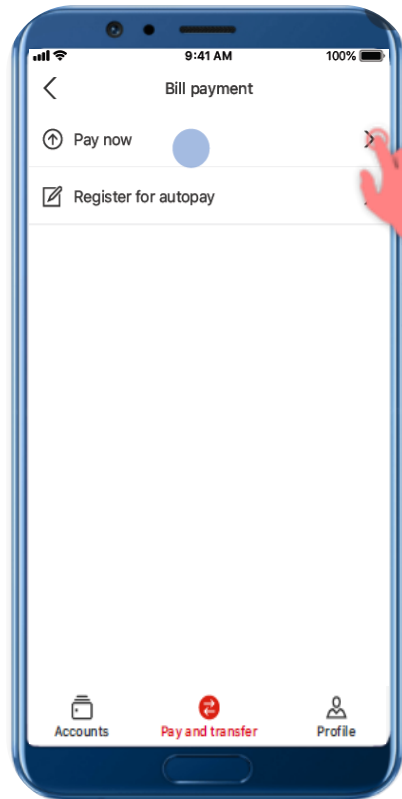 9:41 AM
100%
Bill payment
Pay now
Register for autopay
Accounts
Pay and transfer
Profile